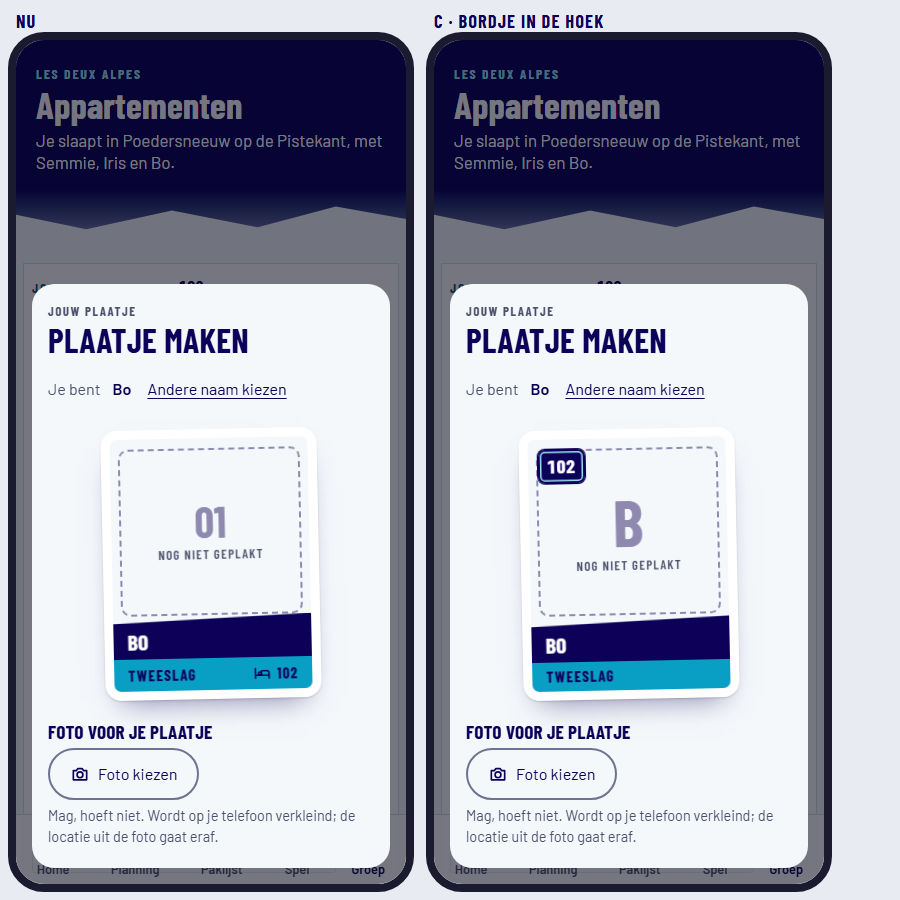 NU
LES DEUX ALPES
Appartementen
Je slaapt in Poedersneeuw op de Pistekant, met
Semmie, Iris en Bo.
JOUW PLAATJE
PLAATJE MAKEN
Je bent Bo Andere naam kiezen
01
NOG NIET GEPLAKT
BO
TWEESLAG 102
FOTO VOOR JE PLAATJE
Foto kiezen
Mag, hoeft niet. Wordt op je telefoon verkleind; de
locatie uit de foto gaat eraf.
Home Planning Paklijst Spel Groep
C · BORDJE IN DE HOEK
LES DEUX ALPES
Appartementen
Je slaapt in Poedersneeuw op de Pistekant, met
Semmie, Iris en Bo.
JOUW PLAATJE
PLAATJE MAKEN
Je bent Bo Andere naam kiezen
102
B
NOG NIET GEPLAKT
BO
TWEESLAG
FOTO VOOR JE PLAATJE
Foto kiezen
Mag, hoeft niet. Wordt op je telefoon verkleind; de
locatie uit de foto gaat eraf.
Home Planning Paklijst Spel Groep